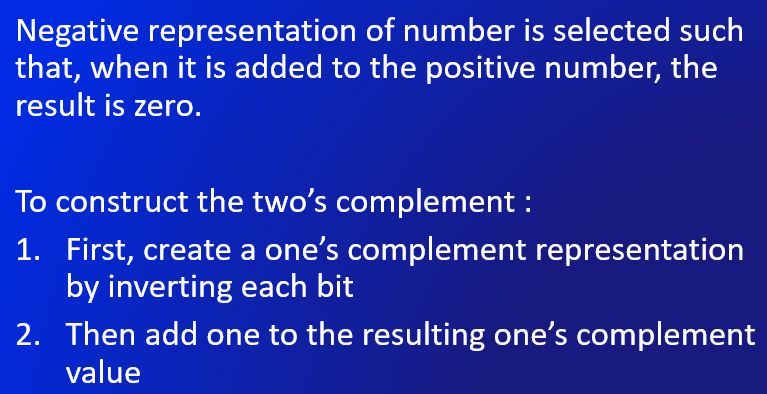 Negative representation of number is selected such
that, when it is added to the positive number, the
result is zero.
To construct the two’s complement :
1. First, create a one’s complement representation
by inverting each bit
2. Then add one to the resulting one’s complement
value